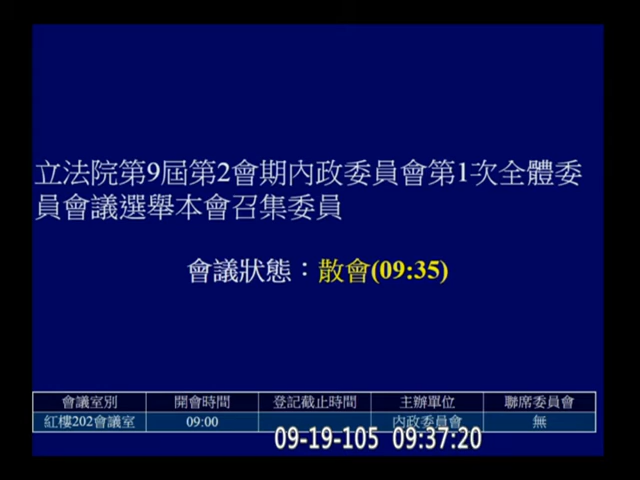 立法院第9屆第2會期內政委員會第1次全體委
員會議選舉本會召集委員
會議狀態：散會(09:35)
會議室別 開會時間 登記截止時間 主辦單位 聯席委員會
紅樓202會議室 09:00 內政委員會 無
09-19-105 09:37:20